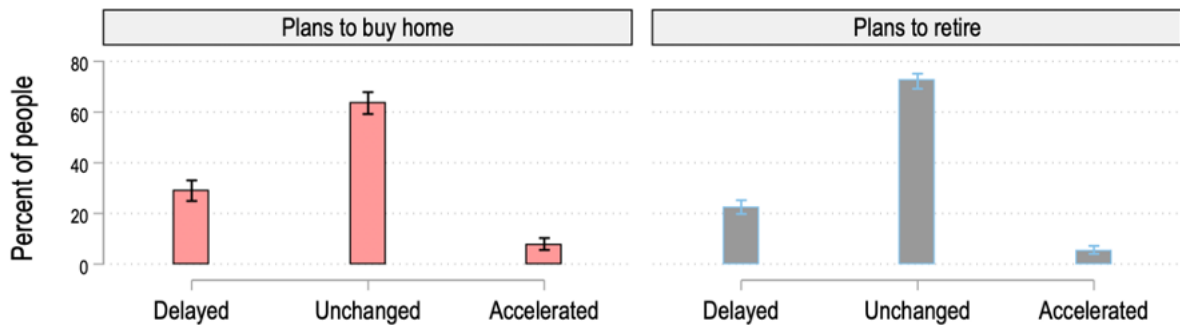 Plans to buy home
Plans to retire
Percent of people
80
60
40
20
0
Delayed Unchanged Accelerated
Delayed Unchanged Accelerated